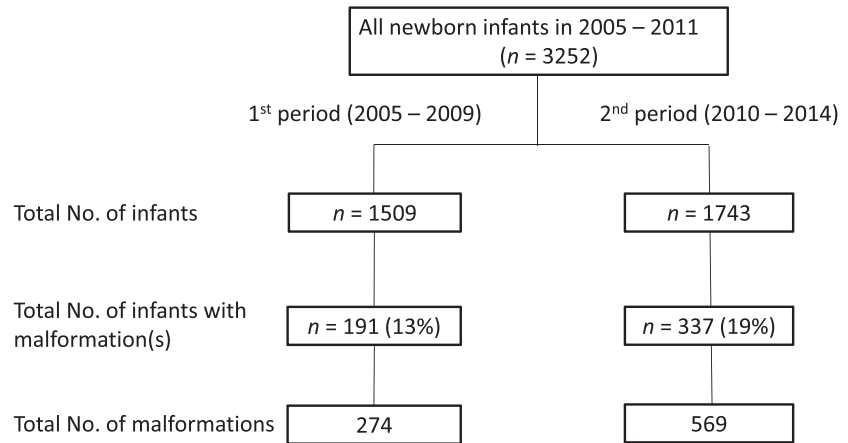 All newborn infants in 2005 – 2011
(n = 3252)
1st period (2005 – 2009)
2nd period (2010 – 2014)
Total No. of infants
n = 1509
n = 1743
Total No. of infants with
malformation(s)
n = 191 (13%)
n = 337 (19%)
Total No. of malformations
274
569